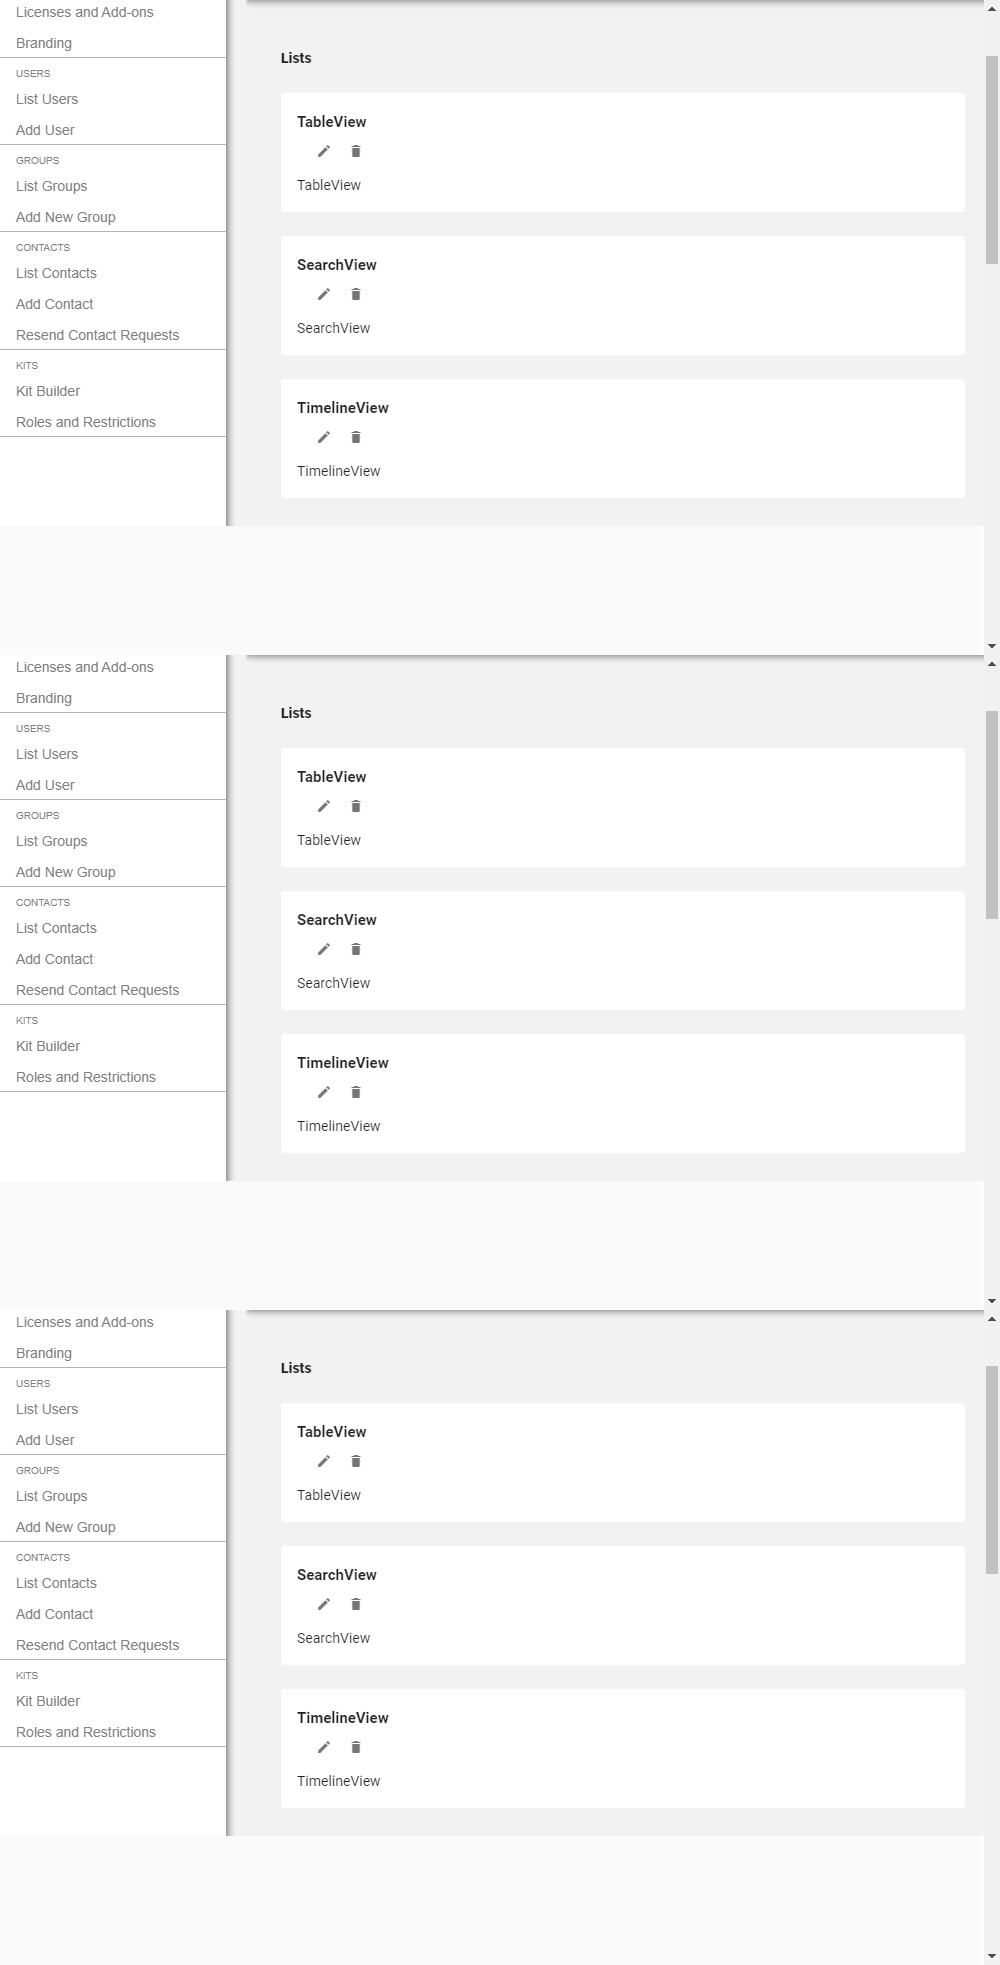 Licenses and Add-ons
Branding
USERS
List Users
Add User
GROUPS
List Groups
Add New Group
CONTACTS
List Contacts
Add Contact
Resend Contact Requests
KITS
Kit Builder
Roles and Restrictions
Lists
TableView
TableView
SearchView
SearchView
TimelineView
TimelineView
Licenses and Add-ons
Branding
USERS
List Users
Add User
GROUPS
List Groups
Add New Group
CONTACTS
List Contacts
Add Contact
Resend Contact Requests
KITS
Kit Builder
Roles and Restrictions
Lists
TableView
TableView
SearchView
SearchView
TimelineView
TimelineView
Licenses and Add-ons
Branding
USERS
List Users
Add User
GROUPS
List Groups
Add New Group
CONTACTS
List Contacts
Add Contact
Resend Contact Requests
KITS
Kit Builder
Roles and Restrictions
Lists
TableView
TableView
SearchView
SearchView
TimelineView
TimelineView